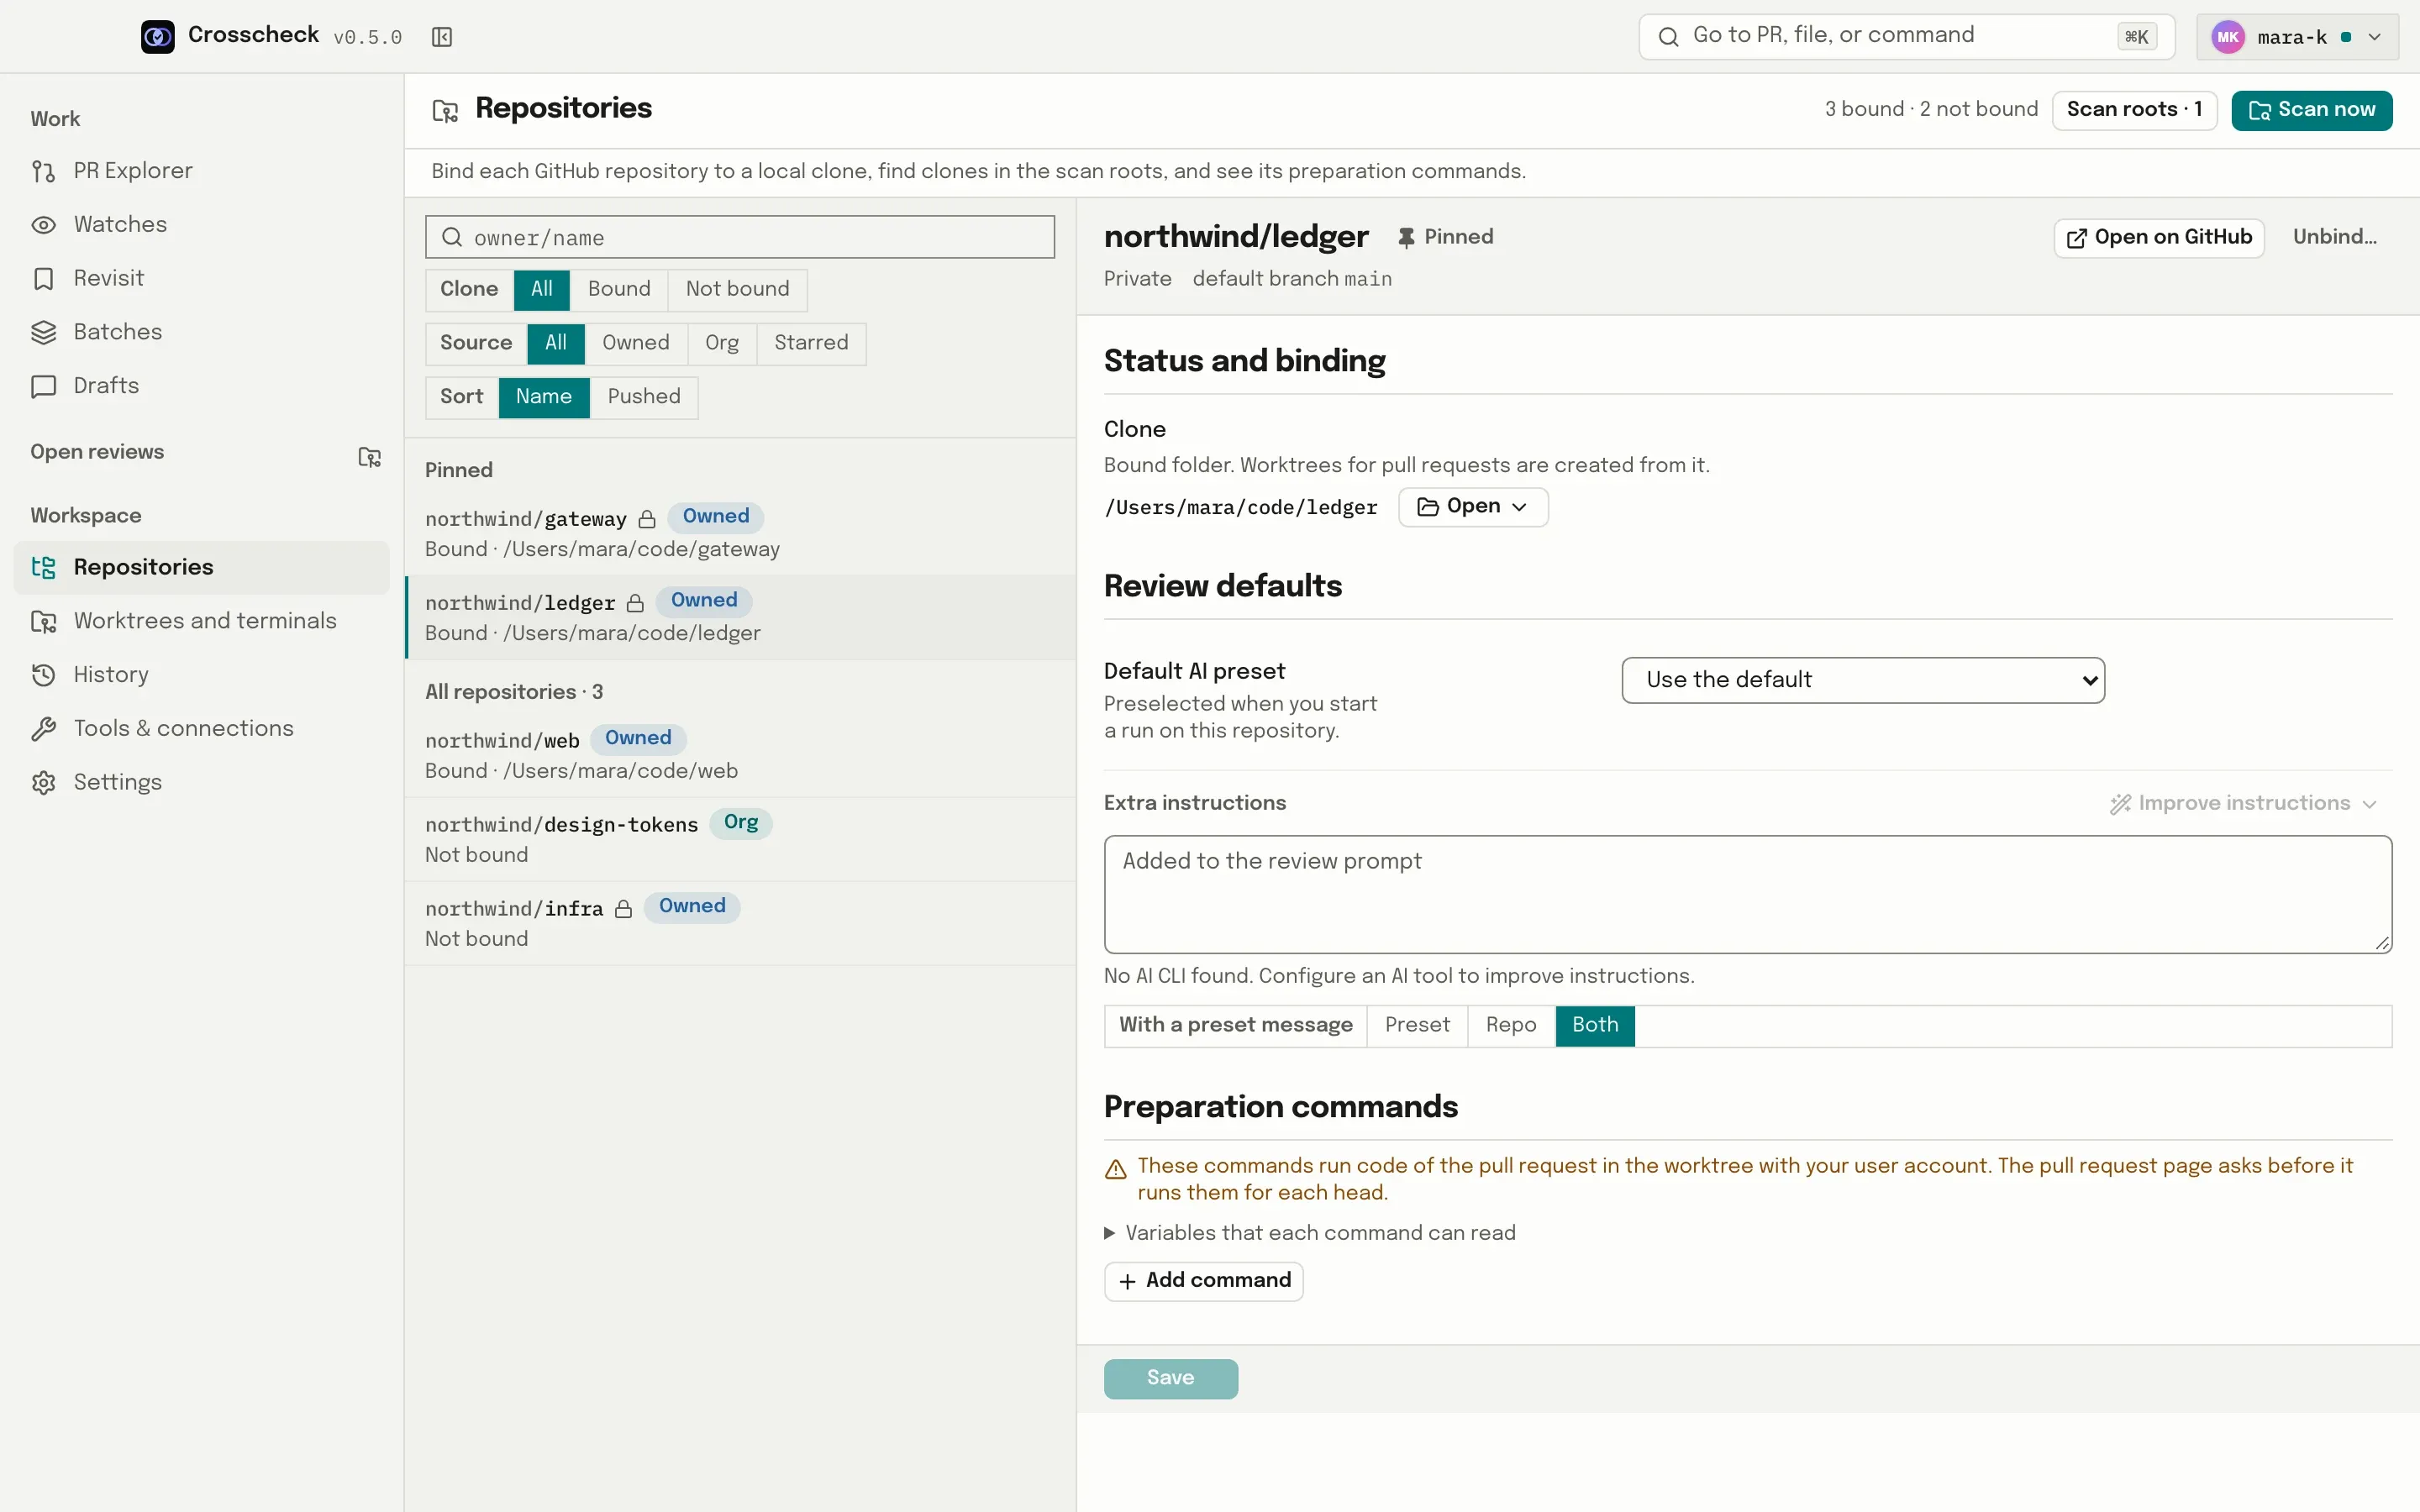 Crosscheck v0.5.0
Go to PR, file, or command ⌘K
MK mara-k
Work
PR Explorer
Watches
Revisit
Batches
Drafts
Open reviews
Workspace
Repositories
Worktrees and terminals
History
Tools & connections
Settings
Repositories
3 bound · 2 not bound
Scan roots · 1
Scan now
Bind each GitHub repository to a local clone, find clones in the scan roots, and see its preparation commands.
owner/name
Clone All Bound Not bound
Source All Owned Org Starred
Sort Name Pushed
Pinned
northwind/gateway Owned
Bound · /Users/mara/code/gateway
northwind/ledger Owned
Bound · /Users/mara/code/ledger
All repositories · 3
northwind/web Owned
Bound · /Users/mara/code/web
northwind/design-tokens Org
Not bound
northwind/infra Owned
Not bound
northwind/ledger Pinned
Open on GitHub
Unbind...
Private default branch main
Status and binding
Clone
Bound folder. Worktrees for pull requests are created from it.
/Users/mara/code/ledger Open
Review defaults
Default AI preset
Preselected when you start
a run on this repository.
Use the default
Extra instructions
Improve instructions
Added to the review prompt
No AI CLI found. Configure an AI tool to improve instructions.
With a preset message Preset Repo Both
Preparation commands
These commands run code of the pull request in the worktree with your user account. The pull request page asks before it
runs them for each head.
Variables that each command can read
Add command
Save